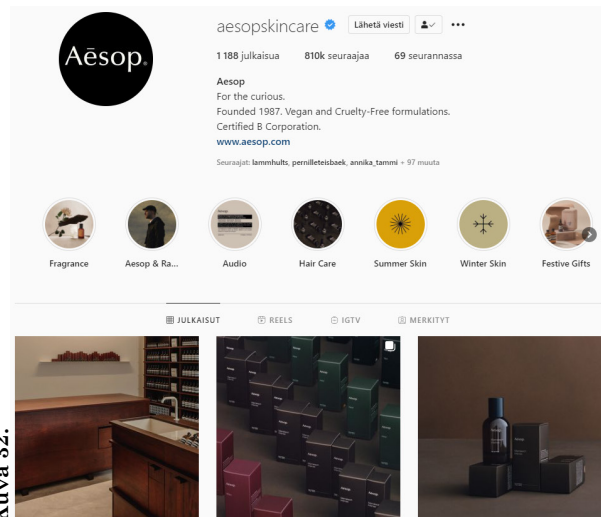 Aēsop.
aesopskincare Lähetä viesti
1 188 julkaisua 810k seuraajaa 69 seurannassa
Aesop
For the curious.
Founded 1987. Vegan and Cruelty-Free formulations.
Certified B Corporation.
www.aesop.com
Seuraajat: lammhults, pernilleteisbaek, annika_tammi + 97 muuta
Fragrance Aesop & Ra... Audio Hair Care Summer Skin Winter Skin Festive Gifts
JULKAISUT REELS IGTV MERKITYT
Kuva 32.